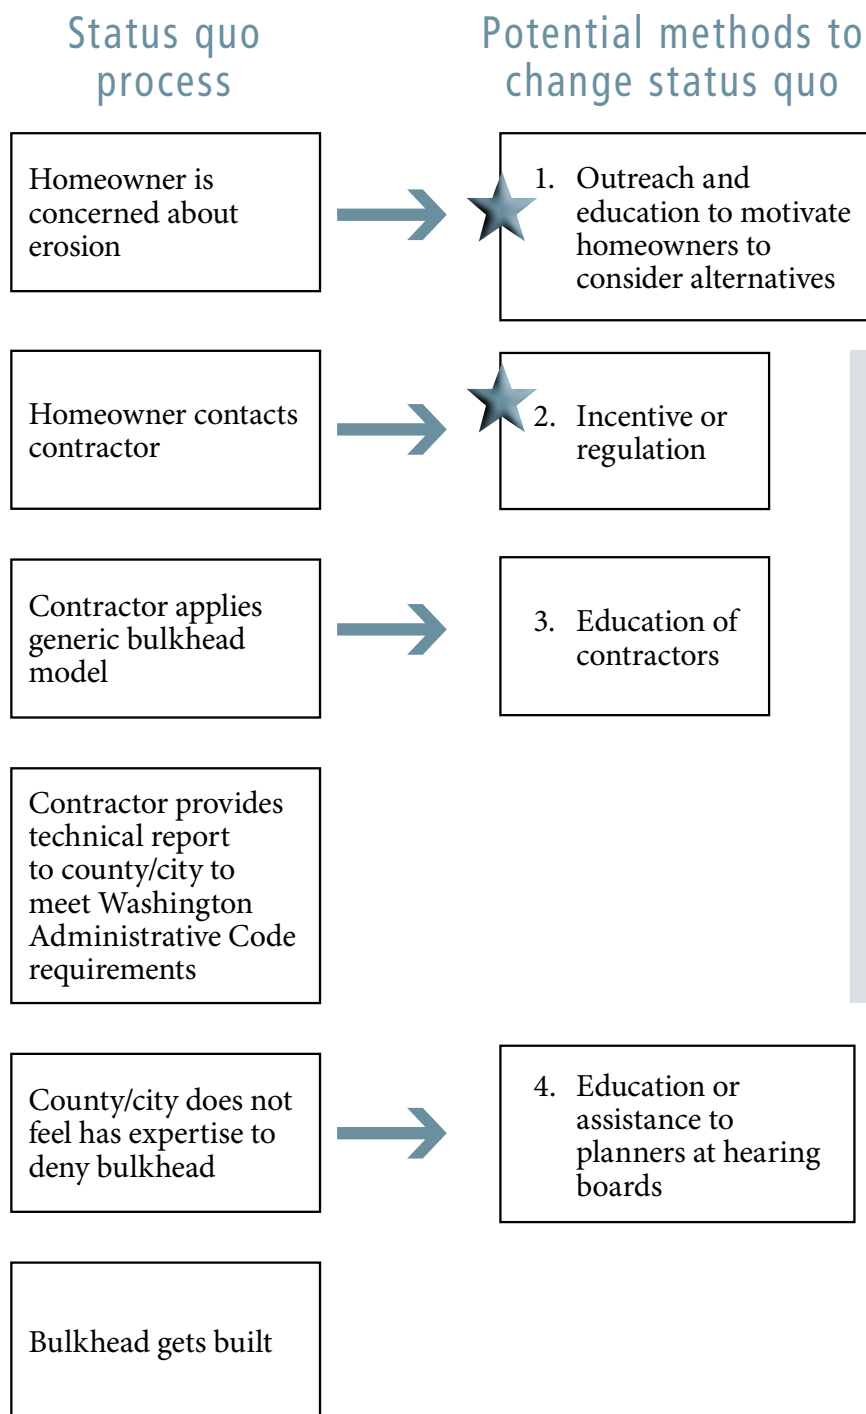 Status quo
process
Potential methods to
change status quo
Homeowner is
concerned about
erosion
1. Outreach and
education to motivate
homeowners to
consider alternatives
Homeowner contacts
contractor
2. Incentive or
regulation
Contractor applies
generic bulkhead
model
3. Education of
contractors
Contractor provides
technical report
to county/city to
meet Washington
Administrative Code
requirements
County/city does not
feel has expertise to
deny bulkhead
4. Education or
assistance to
planners at hearing
boards
Bulkhead gets built